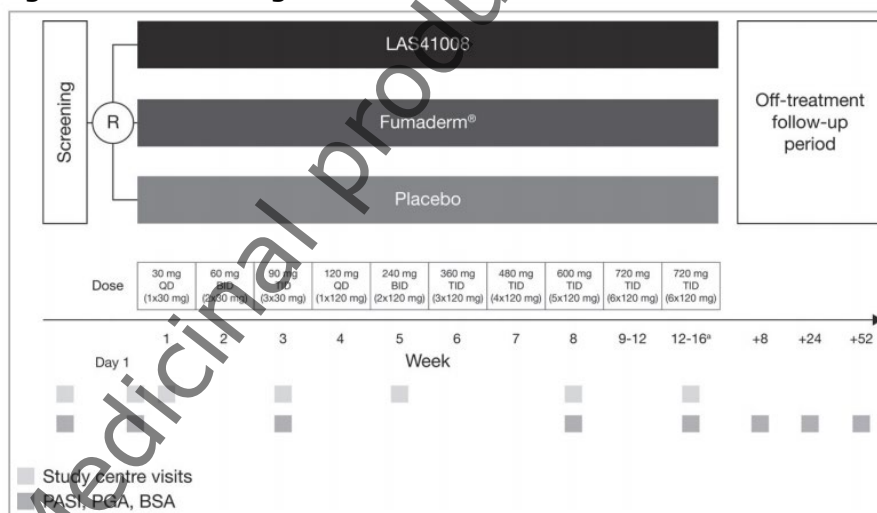 LAS41008
Screening
R
Fumaderm®
Off-treatment
follow-up
period
Placebo
Dose
30 mg
QD
(1x30 mg)
60 mg
BID
(2x30 mg)
90 mg
TID
(3x30 mg)
120 mg
QD
(1x120 mg)
240 mg
BID
(2x120 mg)
360 mg
TID
(3x120 mg)
480 mg
TID
(4x120 mg)
600 mg
TID
(5x120 mg)
720 mg
TID
(6x120 mg)
720 mg
TID
(6x120 mg)
1 2 3 4 5 6 7 8 9-12 12-16ª +8 +24 +52
Day 1 Week
Study centre visits
PASI, PGA, BSA
Medicinal produ